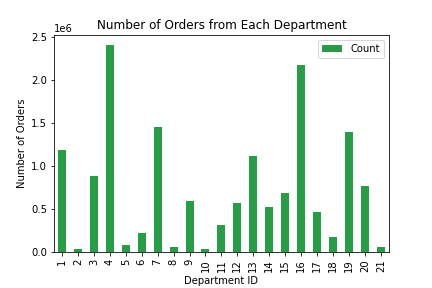 Number of Orders from Each Department
1e6
Count
2.5
2.0
1.5
1.0
0.5
0.0
Number of Orders
1 2 3 4 5 6 7 8 9 10 11 12 13 14 15 16 17 18 19 20 21
Department ID